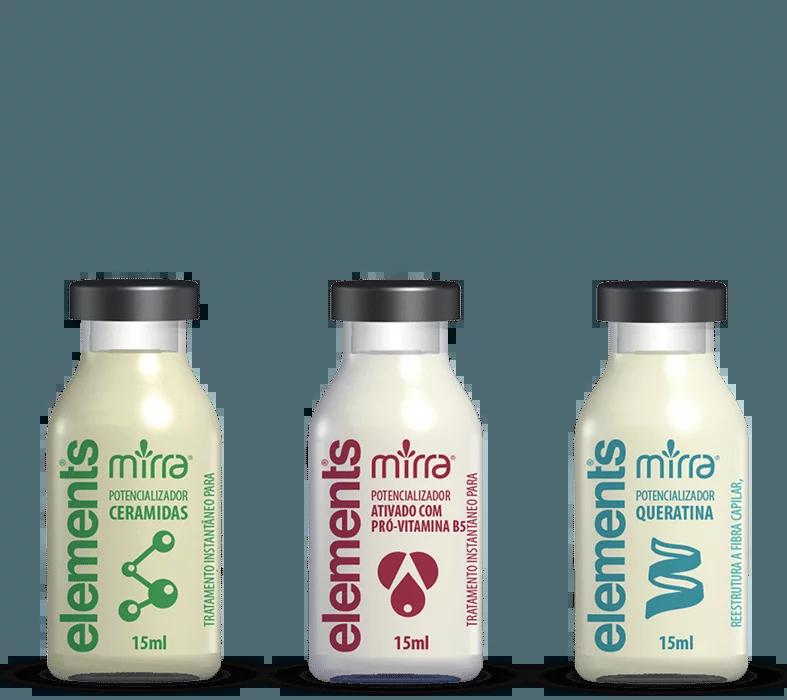 elements®
mirra®
POTENCIALIZADOR
CERAMIDAS
TRATAMENTO INSTANTÂNEO PARA
15ml
elements®
mirra®
POTENCIALIZADOR
ATIVADO COM
PRÓ-VITAMINA B5
TRATAMENTO INSTANTÂNEO PARA
15ml
elements®
mirra®
POTENCIALIZADOR
QUERATINA
REESTRUTURA A FIBRA CAPILAR,
15ml